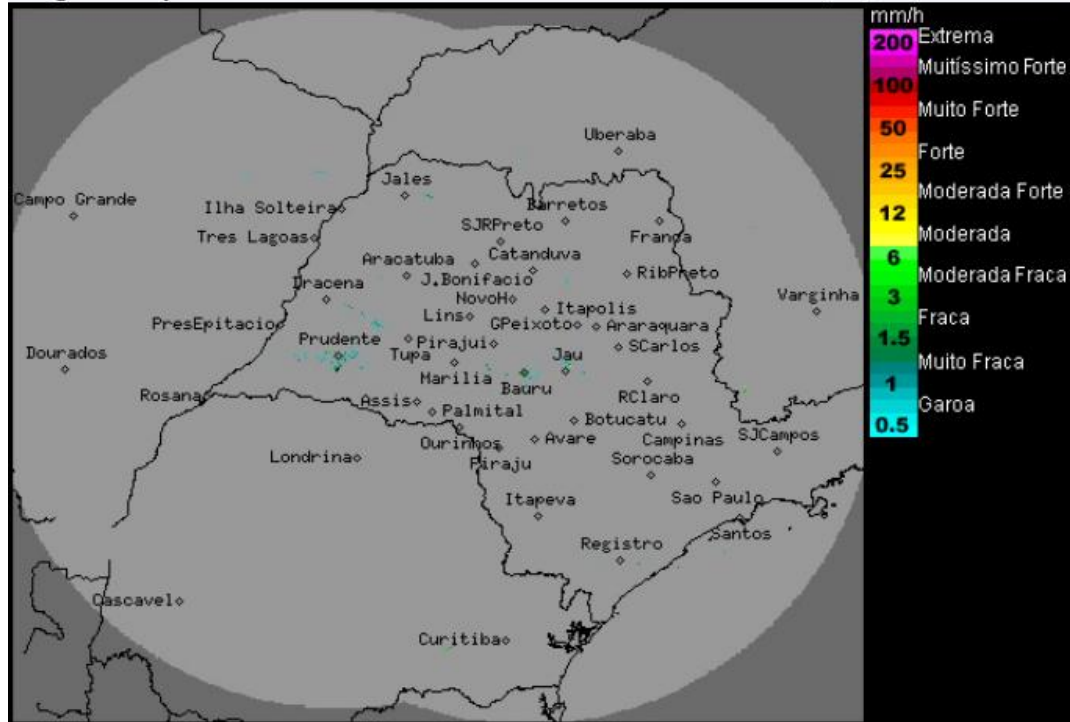 mm/h
200 Extrema
Muitíssimo Forte
100
Muito Forte
50
Forte
25
Moderada Forte
12
Moderada
6
Moderada Fraca
3
Fraca
1.5
Muito Fraca
1
Garoa
0.5
Uberaba
Jales
Campo Grande
Ilha Solteira
Barretos
SJRPreto
Tres Lagoas
Franca
Catanduva
Aracatuba
J.Bonifacio
RibPreto
Dracena
NovoH
Varginha
Itapolis
Lins
PresEpitacio
GPeixoto
Araraquara
Prudente
Pirajui
SCarlos
Dourados
Tupa
Jau
Marilia
Bauru
Rosana
Assis
RClaro
Palmital
Botucatu
Ourinhos
Avare
Campinas
SJCampos
Londrina
Piraju
Sorocaba
Itapeva
Sao Paulo
Santos
Registro
Cascavel
Curitiba